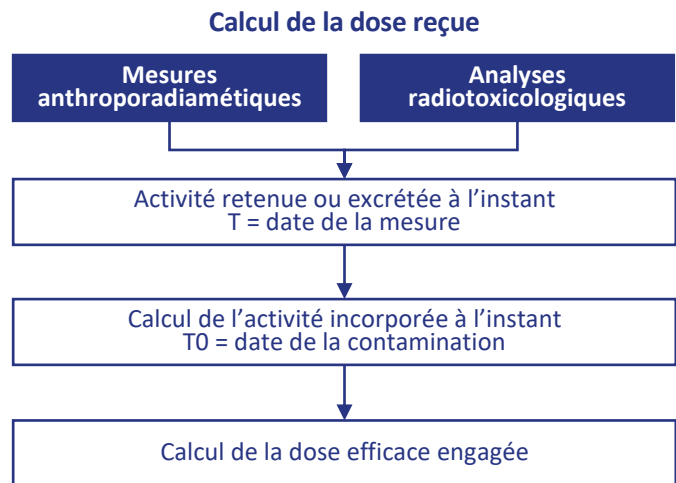 Calcul de la dose reçue
Mesures
anthroporadiamétiques
Analyses
radiotoxicologiques
Activité retenue ou excrétée à l’instant
T = date de la mesure
Calcul de l’activité incorporée à l’instant
T0 = date de la contamination
Calcul de la dose efficace engagée